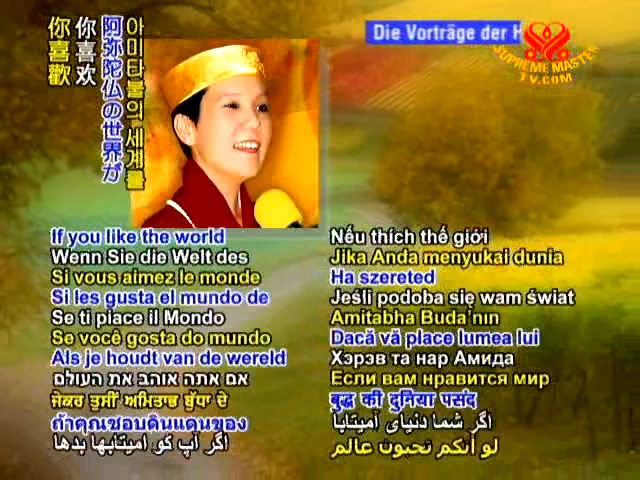 Die Vorträge der H
SUPREME MASTER
TV.COM
아미타불의 세계를
阿弥陀仏の世界が
你喜欢
你喜歡
If you like the world
Wenn Sie die Welt des
Si vous aimez le monde
Si les gusta el mundo de
Se ti piace il Mondo
Se você gosta do mundo
Als je houdt van de wereld
אם אתה אוהב את העולם
ਜੇਕਰ ਤੁਸੀਂ ਅਮਿਤਾਭ ਬੁੱਧਾ ਦੇ
ถ้าคุณชอบดินแดนของ
اگر آپ کو امیتابھا بدھا
Nếu thích thế giới
Jika Anda menyukai dunia
Ha szereted
Jeśli podoba się wam świat
Amitabha Buda'nın
Dacă vă place lumea lui
Хэрэв та нар Амида
Если вам нравится мир
बुद्ध की दुनिया पसंद
اگر شما دنیای آمیتابا
لو أنكم تحبون عالم